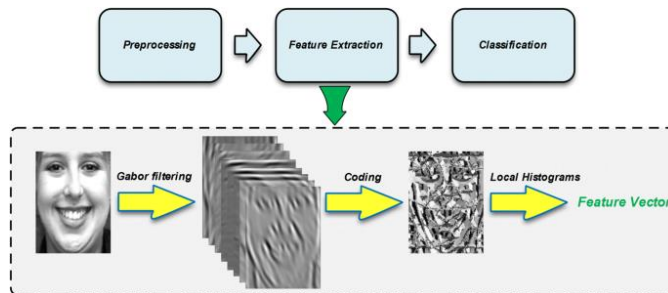 Preprocessing
Feature Extraction
Classification
Gabor filtering
Coding
Local Histograms
Feature Vector